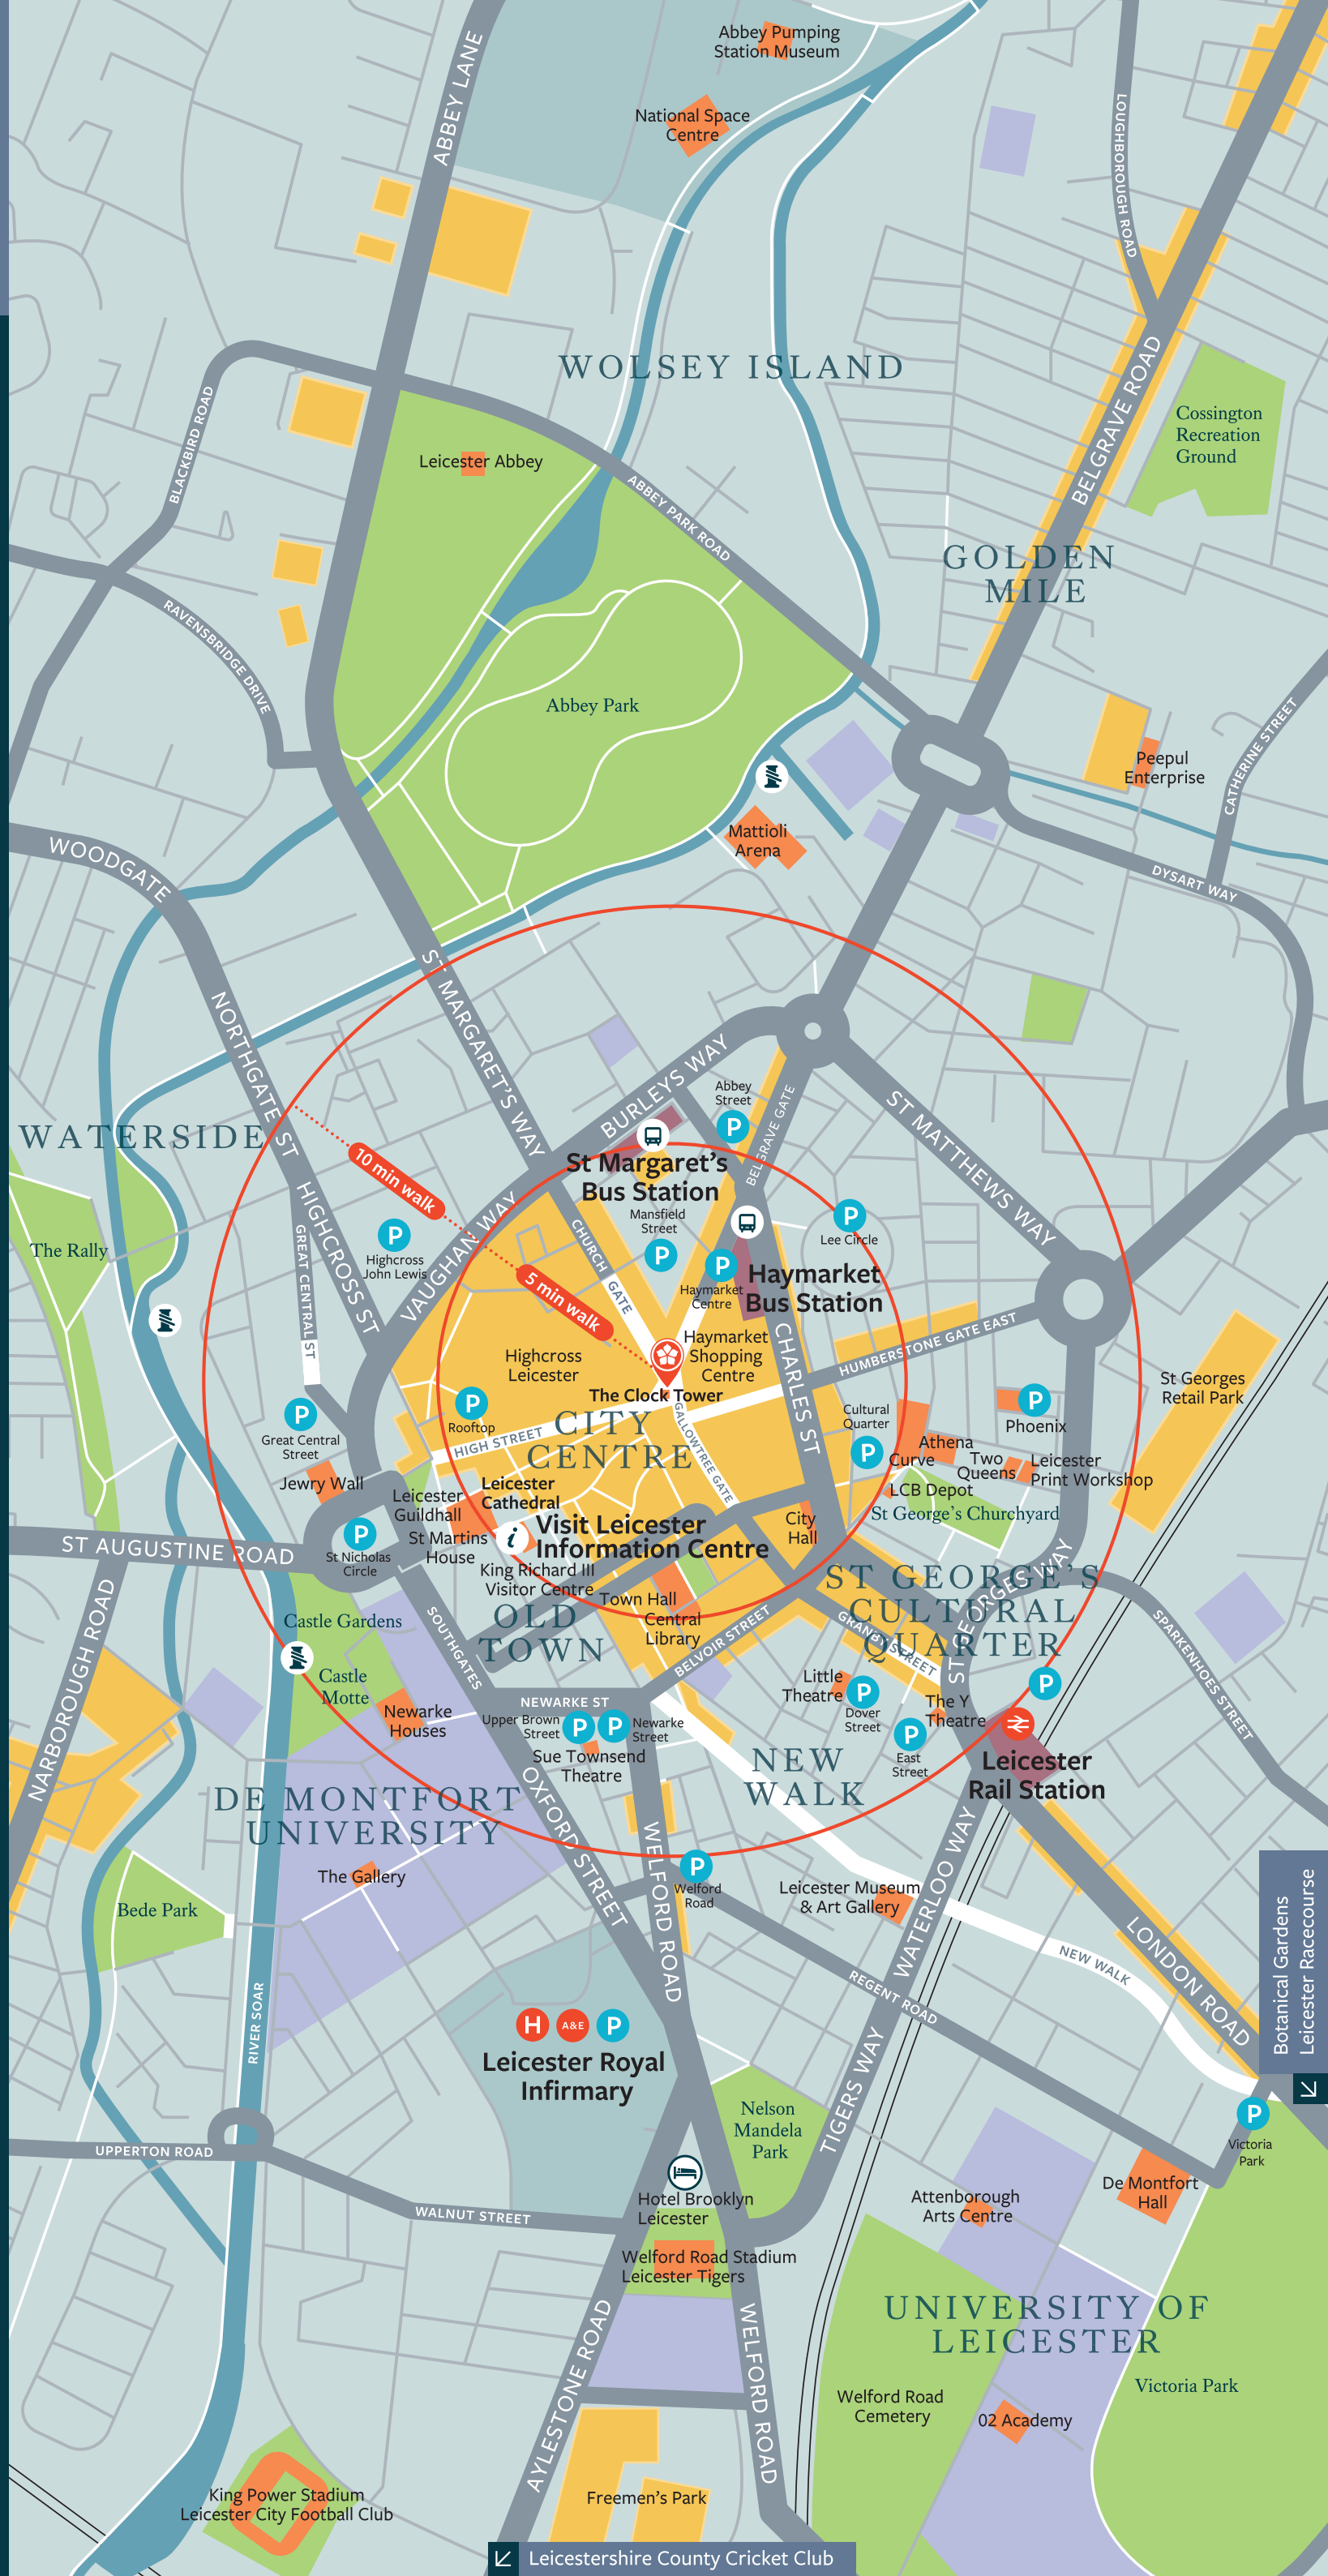 Abbey Pumping
Station Museum
ABBEY LANE
National Space
Centre
LOUGHBOROUGH ROAD
WOLSEY ISLAND
BELGRAVE ROAD
Cossington
Recreation
Ground
BLACKBIRD ROAD
Leicester Abbey
ABBEY PARK ROAD
GOLDEN
MILE
RAVENSBRIDGE DRIVE
Abbey Park
CATHERINE STREET
Peepul
Enterprise
Mattioli
Arena
WOODGATE
DYSART WAY
ST MARGARET'S WAY
NORTHGATE ST
BURLEYS WAY
Abbey
Street
P
BELGRAVE GATE
ST MATTHEWS WAY
WATERSIDE
10 min walk
St Margaret's
Bus Station
HIGHCROSS ST
GREAT CENTRAL ST
VAUGHAN WAY
CHURCH GATE
Mansfield
Street
P
P
Lee Circle
The Rally
P
Highcross
John Lewis
5 min walk
P
Haymarket
Centre
Haymarket
Bus Station
CHARLES ST
HUMBERSTONE GATE EAST
Haymarket
Shopping
Centre
Highcross
Leicester
The Clock Tower
St Georges
Retail Park
P
Rooftop
P
Great Central
Street
CITY
CENTRE
HIGH STREET
GALLOWTREE GATE
Cultural
Quarter
P
P
Phoenix
Athena
Curve
Two
Queens
Leicester
Print Workshop
LCB Depot
St George's Churchyard
Jewry Wall
Leicester
Cathedral
Leicester
Guildhall
St Martins
House
i
Visit Leicester
Information Centre
City
Hall
ST AUGUSTINE ROAD
P
St Nicholas
Circle
King Richard III
Visitor Centre
Town Hall
Central
Library
ST GEORGE'S
CULTURAL
QUARTER
ST GEORGES WAY
OLD
TOWN
NARBOROUGH ROAD
Castle Gardens
SOUTHGATES
BELVOIR STREET
GRANBY STREET
SPARKENHOE STREET
Castle
Motte
Newarke
Houses
NEWARKE ST
Upper Brown
Street
P
P
Newarke
Street
Sue Townsend
Theatre
Little
Theatre
P
Dover
Street
The Y
Theatre
P
P
East
Street
Leicester
Rail Station
NEW
WALK
DE MONTFORT
UNIVERSITY
OXFORD STREET
WELFORD ROAD
WATERLOO WAY
The Gallery
P
Welford
Road
Leicester Museum
& Art Gallery
Bede Park
NEW WALK
LONDON ROAD
Botanical Gardens
Leicester Racecourse
REGENT ROAD
RIVER SOAR
H
A&E
P
Leicester Royal
Infirmary
TIGERS WAY
Nelson
Mandela
Park
P
Victoria
Park
UPPERTON ROAD
WALNUT STREET
Hotel Brooklyn
Leicester
De Montfort
Hall
Attenborough
Arts Centre
Welford Road Stadium
Leicester Tigers
UNIVERSITY OF
LEICESTER
AYLESTONE ROAD
WELFORD ROAD
Victoria Park
Welford Road
Cemetery
02 Academy
King Power Stadium
Leicester City Football Club
Freemen's Park
Leicestershire County Cricket Club